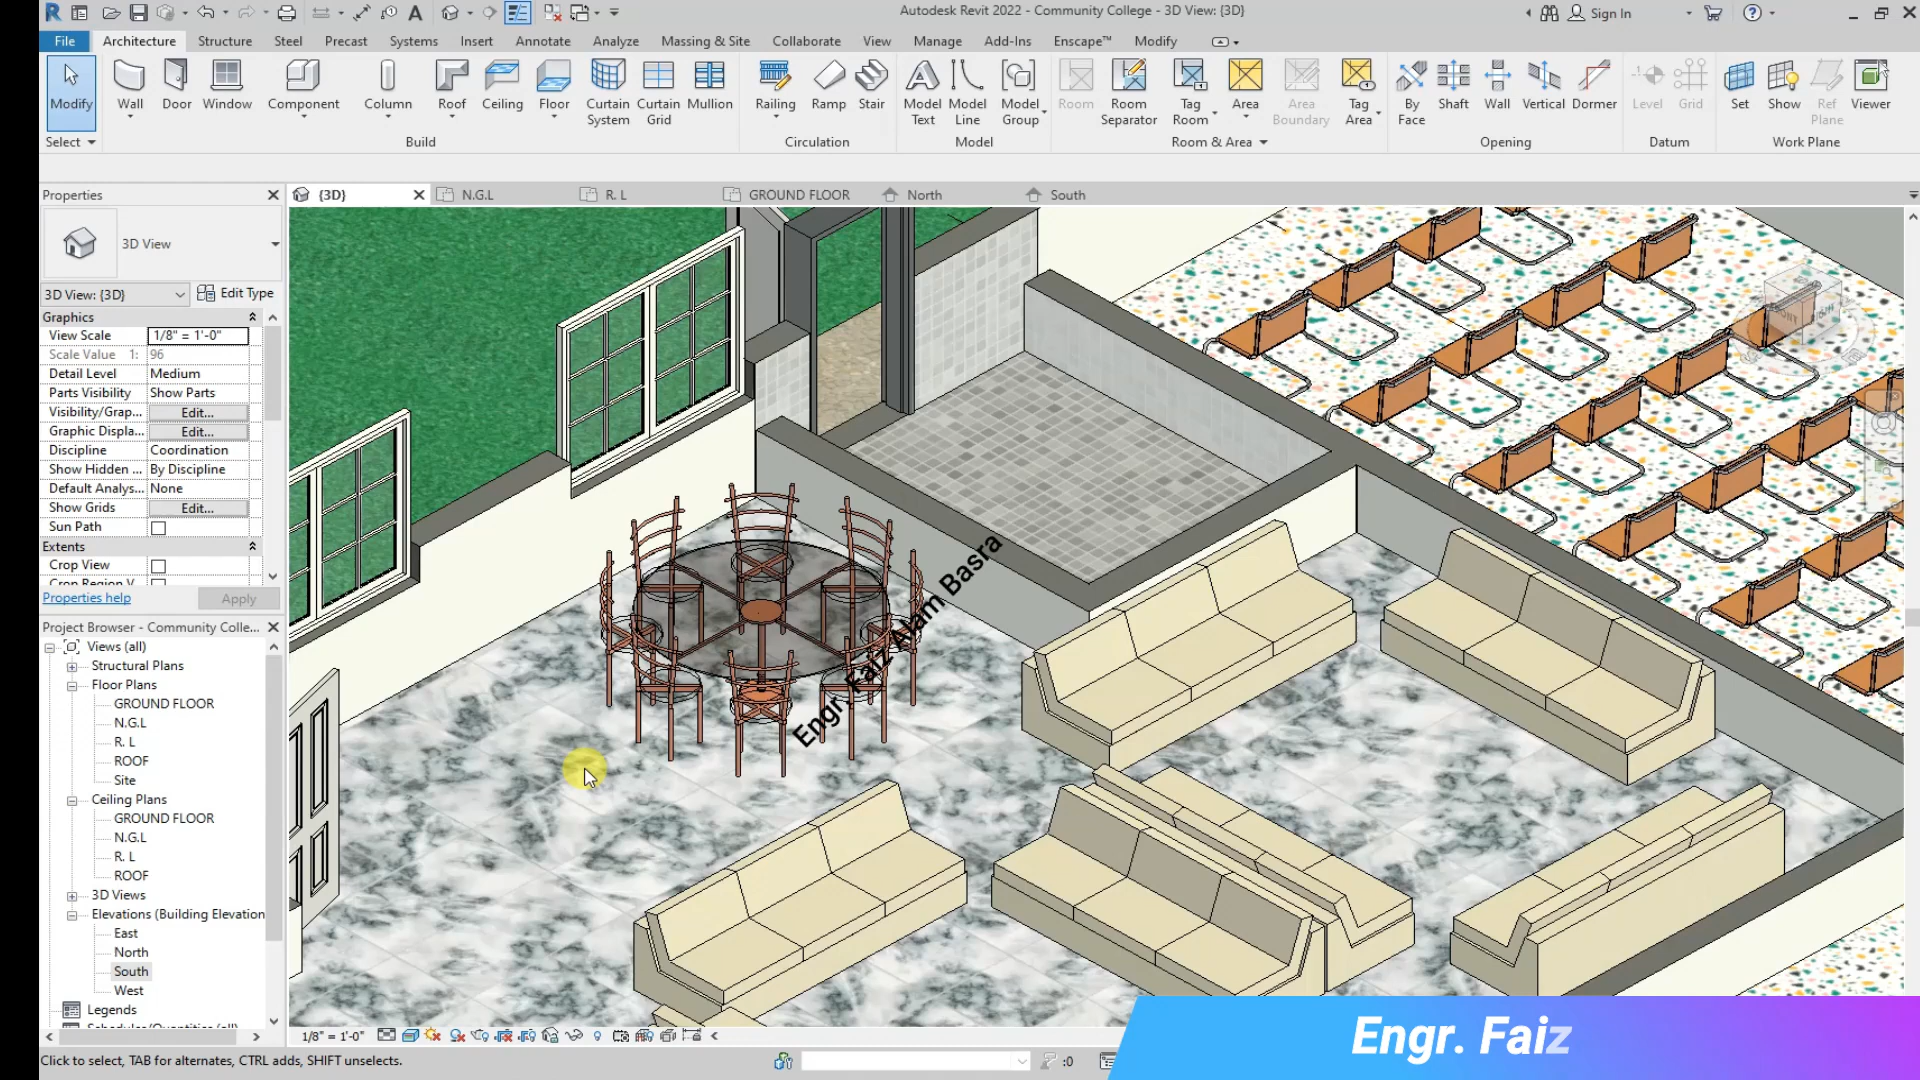 Autodesk Revit 2022 - Community College - 3D View: {3D}
Sign In
File Architecture Structure Steel Precast Systems Insert Annotate Analyze Massing & Site Collaborate View Manage Add-Ins Enscape™ Modify
Modify Wall Door Window Component Column Roof Ceiling Floor Curtain System Curtain Grid Mullion Railing Ramp Stair Model Text Model Line Model Group Room Room Separator Tag Room Area Area Boundary Tag Area By Face Shaft Wall Vertical Dormer Level Grid Set Show Ref Plane Viewer
Select Build Circulation Model Room & Area Opening Datum Work Plane
Properties
{3D} N.G.L R. L GROUND FLOOR North South
3D View
3D View: {3D} Edit Type
Graphics
View Scale 1/8" = 1'-0"
Scale Value 1: 96
Detail Level Medium
Parts Visibility Show Parts
Visibility/Grap... Edit...
Graphic Displa... Edit...
Discipline Coordination
Show Hidden ... By Discipline
Default Analys... None
Show Grids Edit...
Sun Path
Extents
Crop View
Properties help Apply
Project Browser - Community Colle...
Views (all)
Structural Plans
Floor Plans
GROUND FLOOR
N.G.L
R. L
ROOF
Site
Ceiling Plans
GROUND FLOOR
N.G.L
R. L
ROOF
3D Views
Elevations (Building Elevation
East
North
South
West
Legends
Engr. Faiz Alam Basra
1/8" = 1'-0"
Click to select, TAB for alternates, CTRL adds, SHIFT unselects.
:0
Engr. Faiz